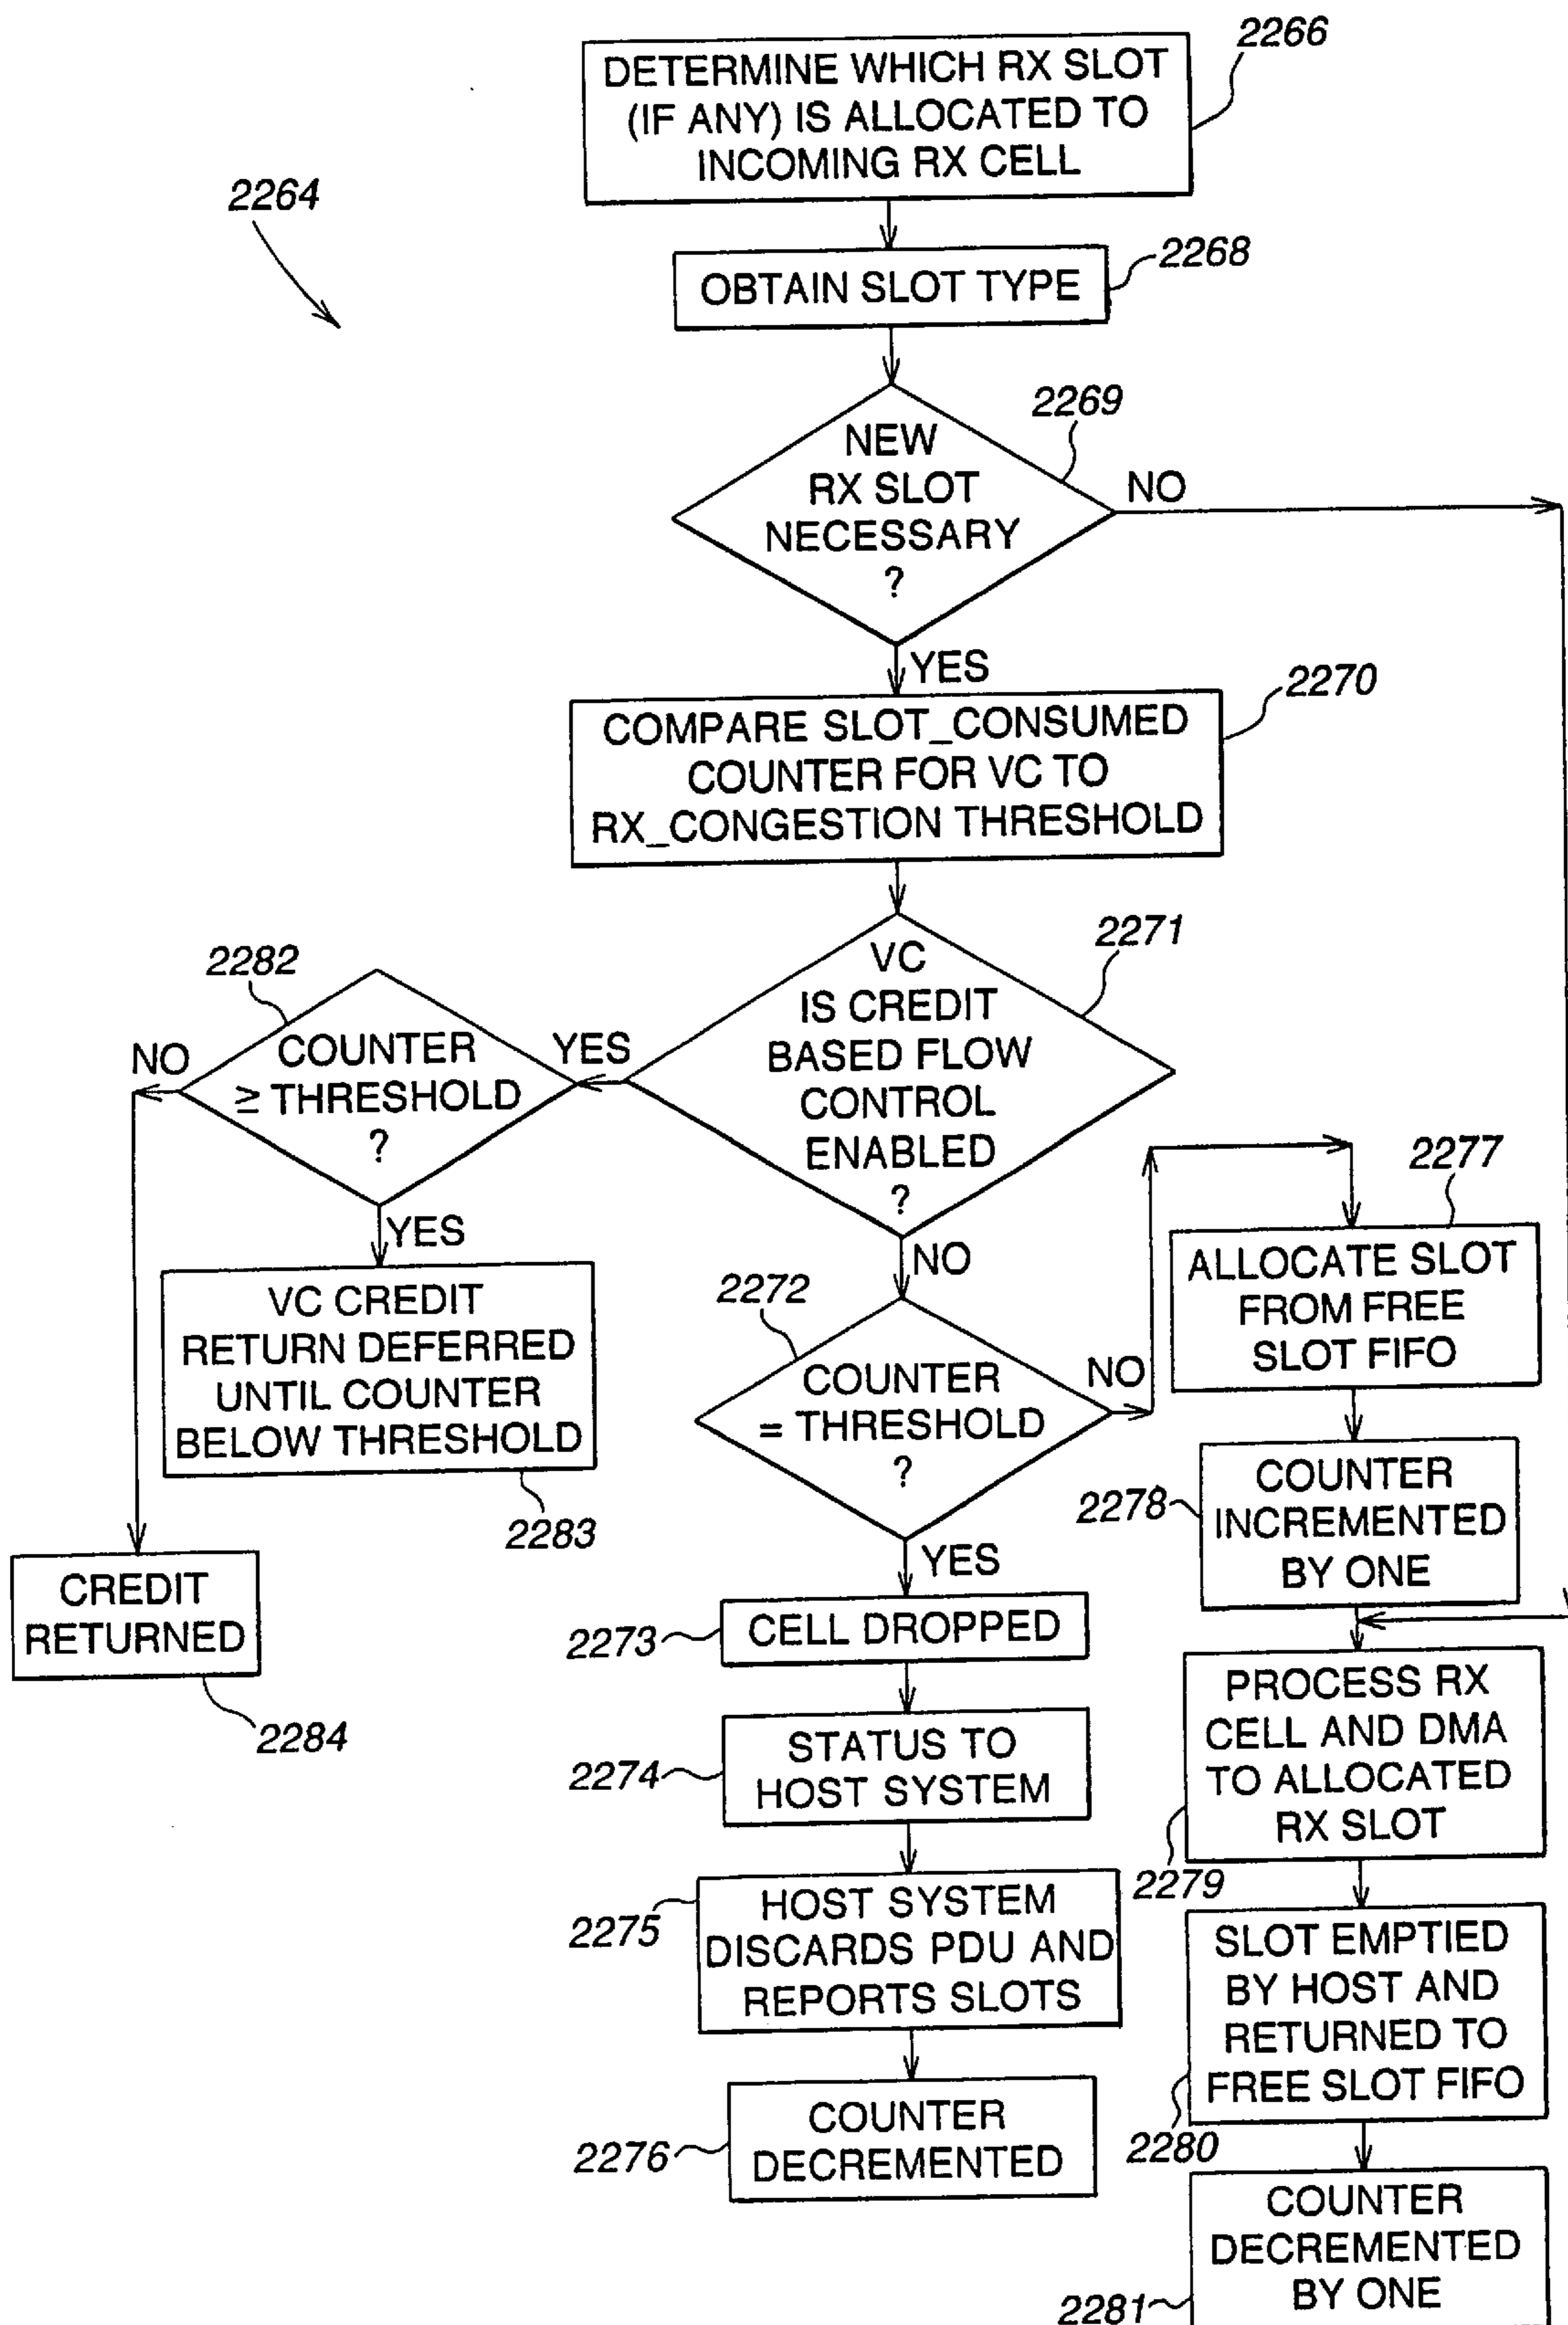 2266
DETERMINE WHICH RX SLOT
(IF ANY) IS ALLOCATED TO
INCOMING RX CELL
2264
2268
OBTAIN SLOT TYPE
2269
NEW
RX SLOT
NECESSARY
?
NO
YES
2270
COMPARE SLOT_CONSUMED
COUNTER FOR VC TO
RX_CONGESTION THRESHOLD
2271
VC
IS CREDIT
BASED FLOW
CONTROL
ENABLED
?
YES
NO
2282
COUNTER
≥ THRESHOLD
?
NO
YES
VC CREDIT
RETURN DEFERRED
UNTIL COUNTER
BELOW THRESHOLD
2283
CREDIT
RETURNED
2284
2272
COUNTER
= THRESHOLD
?
NO
YES
2273
CELL DROPPED
2274
STATUS TO
HOST SYSTEM
2275
HOST SYSTEM
DISCARDS PDU AND
REPORTS SLOTS
2276
COUNTER
DECREMENTED
2277
ALLOCATE SLOT
FROM FREE
SLOT FIFO
2278
COUNTER
INCREMENTED
BY ONE
PROCESS RX
CELL AND DMA
TO ALLOCATED
RX SLOT
2279
SLOT EMPTIED
BY HOST AND
RETURNED TO
FREE SLOT FIFO
2280
COUNTER
DECREMENTED
BY ONE
2281